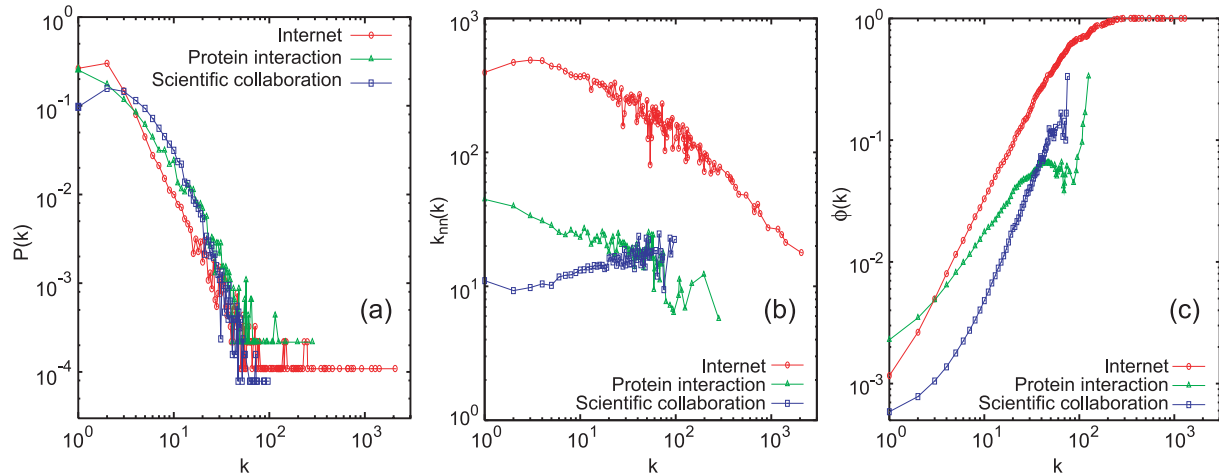 (a)
Internet
Protein interaction
Scientific collaboration
P(k)
10^0
10^-1
10^-2
10^-3
10^-4
10^0 10^1 10^2 10^3
k
(b)
Internet
Protein interaction
Scientific collaboration
k_nn(k)
10^3
10^2
10^1
10^0
10^0 10^1 10^2 10^3
k
(c)
Internet
Protein interaction
Scientific collaboration
ϕ(k)
10^0
10^-1
10^-2
10^-3
10^0 10^1 10^2 10^3
k